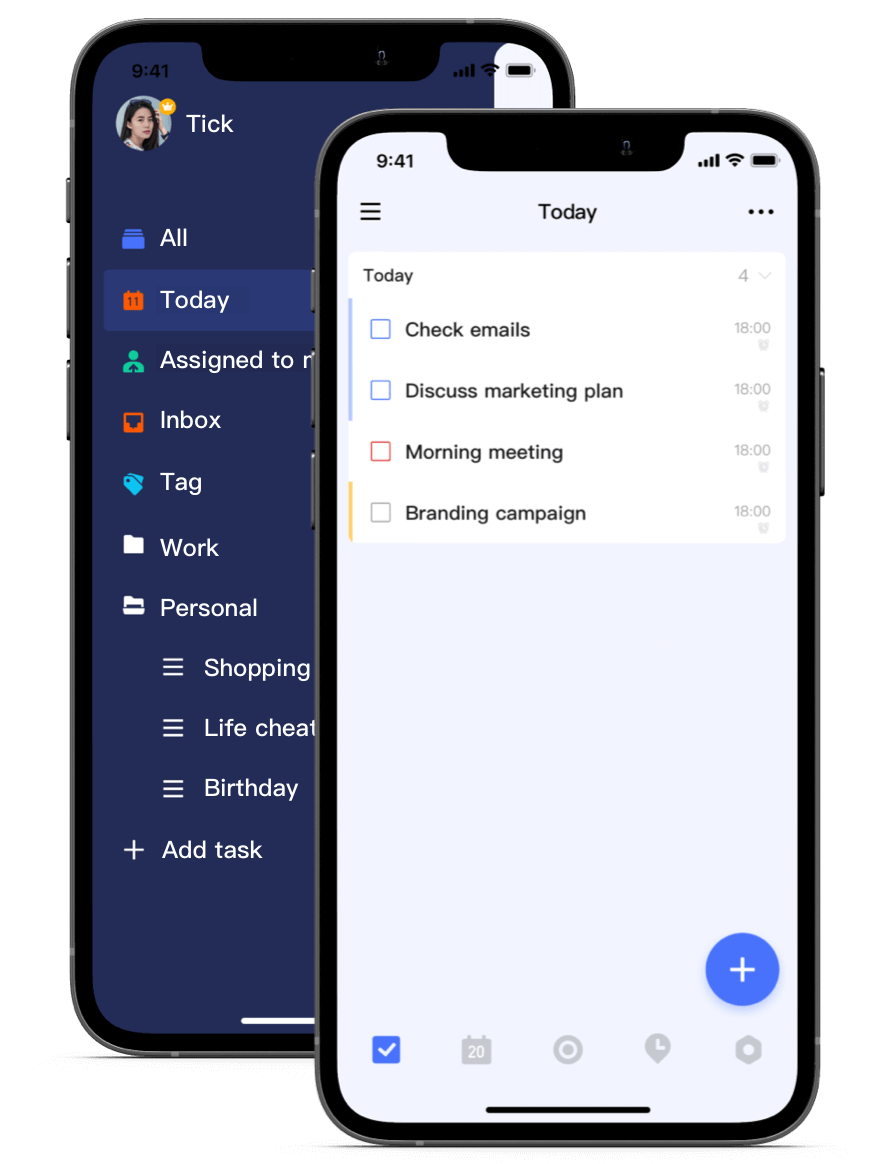 9:41
Tick
All
11
Today
Assigned to
Inbox
Tag
Work
Personal
Shopping
Life cheat
Birthday
Add task
9:41
Today
Today 4
Check emails 18:00
Discuss marketing plan 18:00
Morning meeting 18:00
Branding campaign 18:00
20